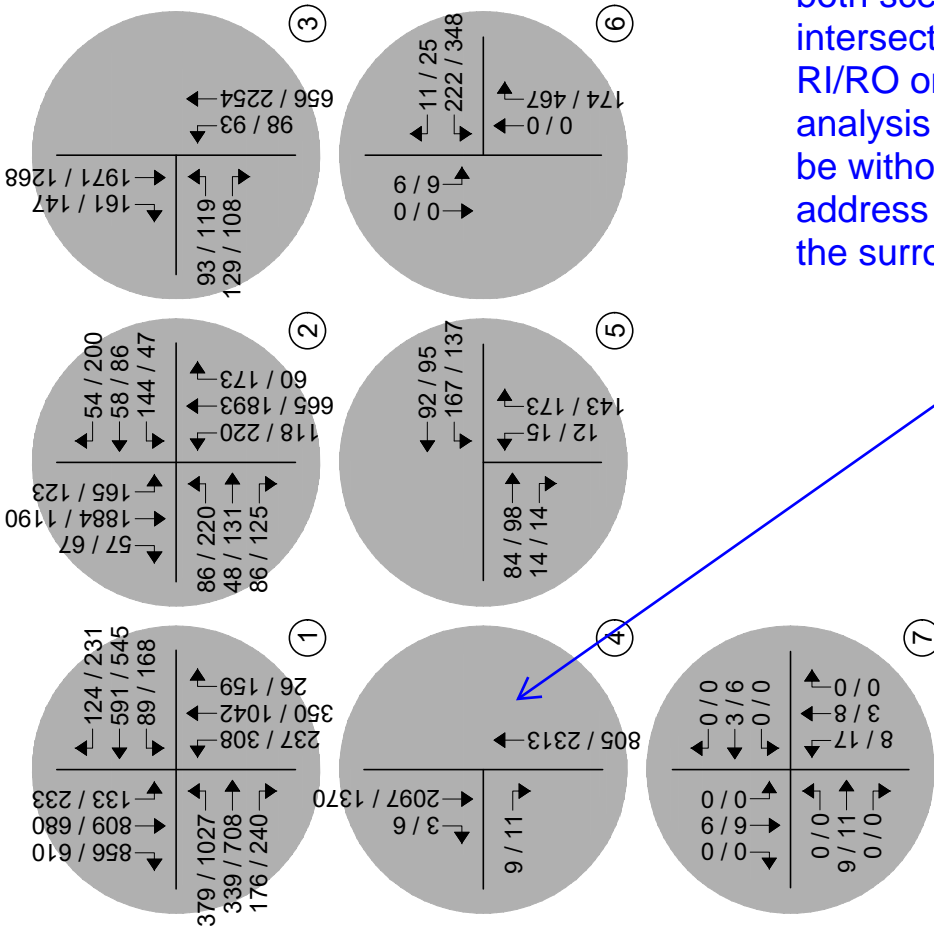 both sce
intersect
RI/RO or
analysis
be witho
address
the surro
3
161 / 147
1971 / 1268
656 / 2254
98 / 93
93 / 119
129 / 108
6
11 / 25
222 / 348
6 / 9
0 / 0
174 / 467
0 / 0
2
54 / 200
58 / 86
144 / 47
165 / 123
1884 / 1190
57 / 67
60 / 173
665 / 1893
118 / 220
86 / 220
48 / 131
86 / 125
5
92 / 95
167 / 137
143 / 173
12 / 15
84 / 98
14 / 14
1
124 / 231
591 / 545
89 / 168
133 / 233
809 / 680
856 / 610
26 / 159
350 / 1042
237 / 308
379 / 1027
339 / 708
176 / 240
4
2097 / 1370
3 / 6
805 / 2313
9 / 11
7
0 / 0
3 / 6
0 / 0
0 / 0
6 / 9
0 / 0
0 / 0
3 / 8
8 / 17
0 / 0
9 / 11
0 / 0